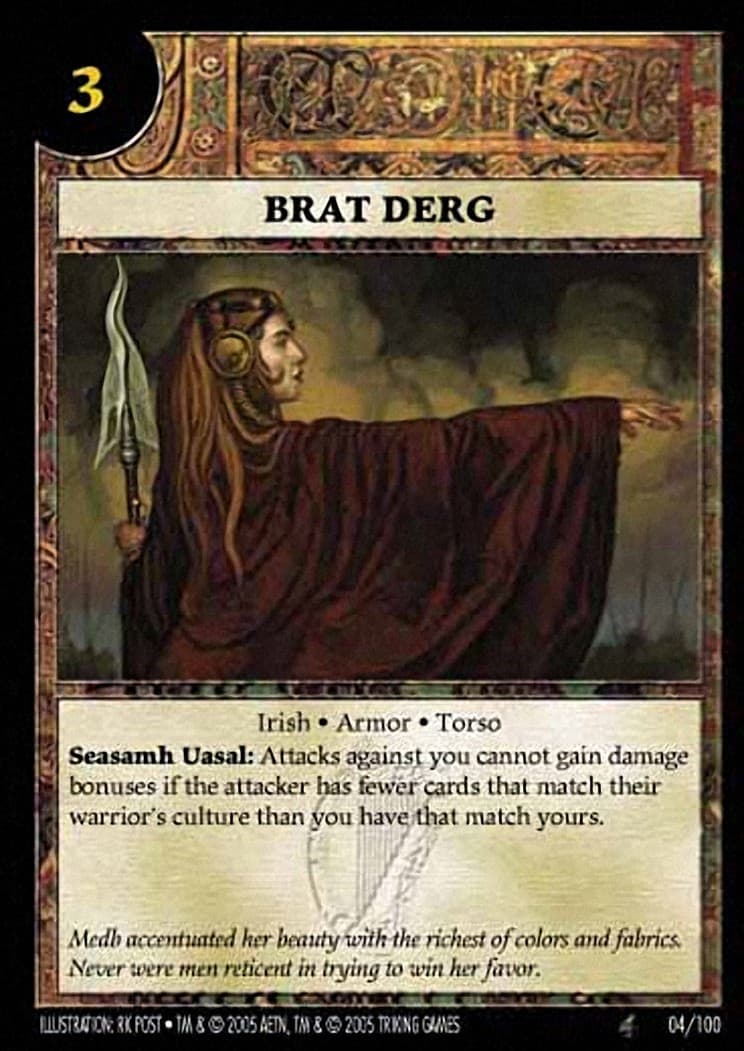 3
BRAT DERG
Irish • Armor • Torso
Seasamh Uasal: Attacks against you cannot gain damage
bonuses if the attacker has fewer cards that match their
warrior's culture than you have that match yours.
Medb accentuated her beauty with the richest of colors and fabrics.
Never were men reticent in trying to win her favor.
ILLUSTRATION: RK POST • TM & © 2005 AETN, TM & © 2005 TRIKING GAMES
04/100